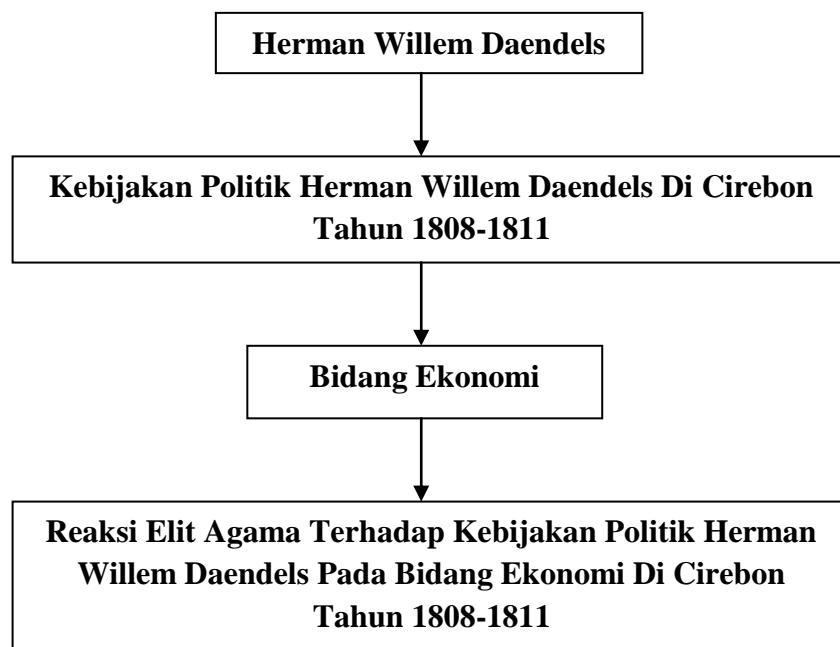 Herman Willem Daendels
Kebijakan Politik Herman Willem Daendels Di Cirebon
Tahun 1808-1811
Bidang Ekonomi
Reaksi Elit Agama Terhadap Kebijakan Politik Herman
Willem Daendels Pada Bidang Ekonomi Di Cirebon
Tahun 1808-1811